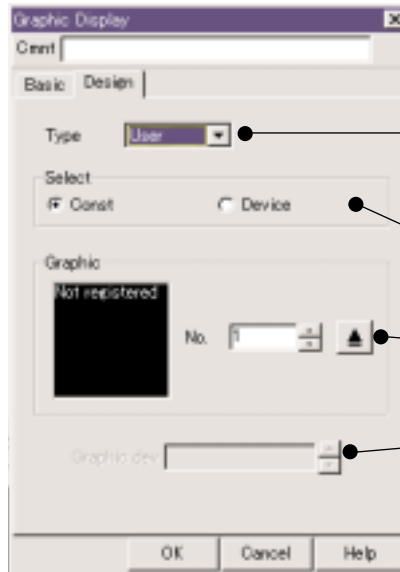 Graphic Display
Cmnt
Basic Design
Type User
Select
Const Device
Graphic
Not registered
No. 1
Graphic dev
OK Cancel Help